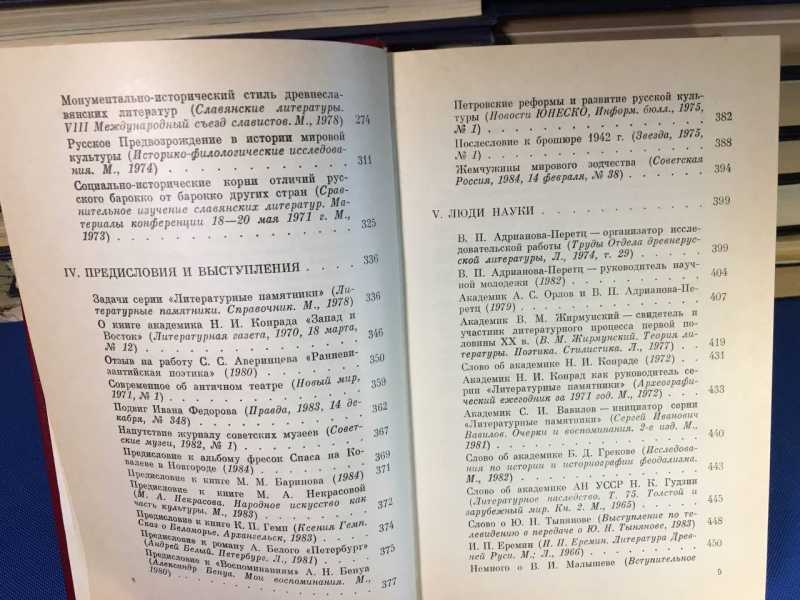 Монументально-исторический стиль древнесла-
вянских литератур (Славянские литературы.
VIII Международный съезд славистов. М., 1978) 274
Русское Предвозрождение в истории мировой
культуры (Историко-филологические исследова-
ния. М., 1974) . . . . . . . . . . . 311
Социально-исторические корни отличий рус-
ского барокко от барокко других стран (Срав-
нительное изучение славянских литератур. Ма-
териалы конференции 18—20 мая 1971 г. М.,
1973) . . . . . . . . . . . . . . 325
IV. ПРЕДИСЛОВИЯ И ВЫСТУПЛЕНИЯ . . . . 336
Задачи серии «Литературные памятники» (Ли-
тературные памятники. Справочник. М., 1978) 336
О книге академика Н. И. Конрада «Запад и
Восток» (Литературная газета, 1970, 18 марта,
№ 12) . . . . . . . . . . . . . . 346
Отзыв на работу С. С. Аверинцева «Ранневи-
зантийская поэтика» (1980) . . . . . . 350
Современное об античном театре (Новый мир,
1971, № 1) . . . . . . . . . . . . 359
Подвиг Ивана Федорова (Правда, 1983, 14 де-
кабря, № 348) . . . . . . . . . . . 362
Напутствие журналу советских музеев (Совет-
ские музеи, 1982, № 1) . . . . . . . . 367
Предисловие к альбому фресок Спаса на Ко-
валеве в Новгороде (1984) . . . . . . . 369
Предисловие к книге М. М. Баринова (1984) 371
Предисловие к книге М. А. Некрасовой
(М. А. Некрасова. Народное искусство как
часть культуры. М., 1983) . . . . . . . 372
Предисловие к книге К. П. Гемп (Ксения Гемп.
Сказ о Беломорье. Архангельск, 1983) . . 374
Предисловие к роману А. Белого «Петербург»
(Андрей Белый. Петербург. Л., 1981) . . . 375
Предисловие к «Воспоминаниям» А. Н. Бенуа
(Александр Бенуа. Мои воспоминания. М.,
1980) . . . . . . . . . . . . . . 377
Петровские реформы и развитие русской куль-
туры (Новости ЮНЕСКО, Информ. бюлл., 1975,
№ 1) . . . . . . . . . . . . . . 382
Послесловие к брошюре 1942 г. (Звезда, 1975,
№ 1) . . . . . . . . . . . . . . 388
Жемчужины мирового зодчества (Советская
Россия, 1984, 14 февраля, № 38) . . . . . 394
V. ЛЮДИ НАУКИ . . . . . . . . . . . 399
В. П. Адрианова-Перетц — организатор иссле-
довательской работы (Труды Отдела древнерус-
ской литературы, Л., 1974, т. 29) . . . . . 399
В. П. Адрианова-Перетц — руководитель науч-
ной молодежи (1982) . . . . . . . . . 404
Академик А. С. Орлов и В. П. Адрианова-Пе-
ретц (1979) . . . . . . . . . . . . 407
Академик В. М. Жирмунский — свидетель и
участник литературного процесса первой по-
ловины XX в. (В. М. Жирмунский. Теория ли-
тературы. Поэтика. Стилистика. Л., 1977) . . 419
Слово об академике Н. И. Конраде (1972) . . 431
Академик Н. И. Конрад как руководитель се-
рии «Литературные памятники» (Археографи-
ческий ежегодник за 1971 год. М., 1972) . . . 433
Академик С. И. Вавилов — инициатор серии
«Литературные памятники» (Сергей Иванович
Вавилов. Очерки и воспоминания. 2-е изд. М.,
1981) . . . . . . . . . . . . . . 440
Слово об академике Б. Д. Грекове (Исследова-
ния по истории и историографии феодализма.
М., 1982) . . . . . . . . . . . . . 443
Слово об академике АН УССР Н. К. Гудзии
(Литературное наследство. Т. 75. Толстой и
зарубежный мир. Кн. 2. М., 1965) . . . . . 445
Слово о Ю. Н. Тынянове (Выступление по те-
левидению в передаче о Ю. Н. Тынянове, 1983) 448
И. П. Еремин (И. П. Еремин. Литература Древ-
ней Руси. М.; Л., 1966) . . . . . . . . 450
Немного о В. И. Малышеве (Вступительное
5